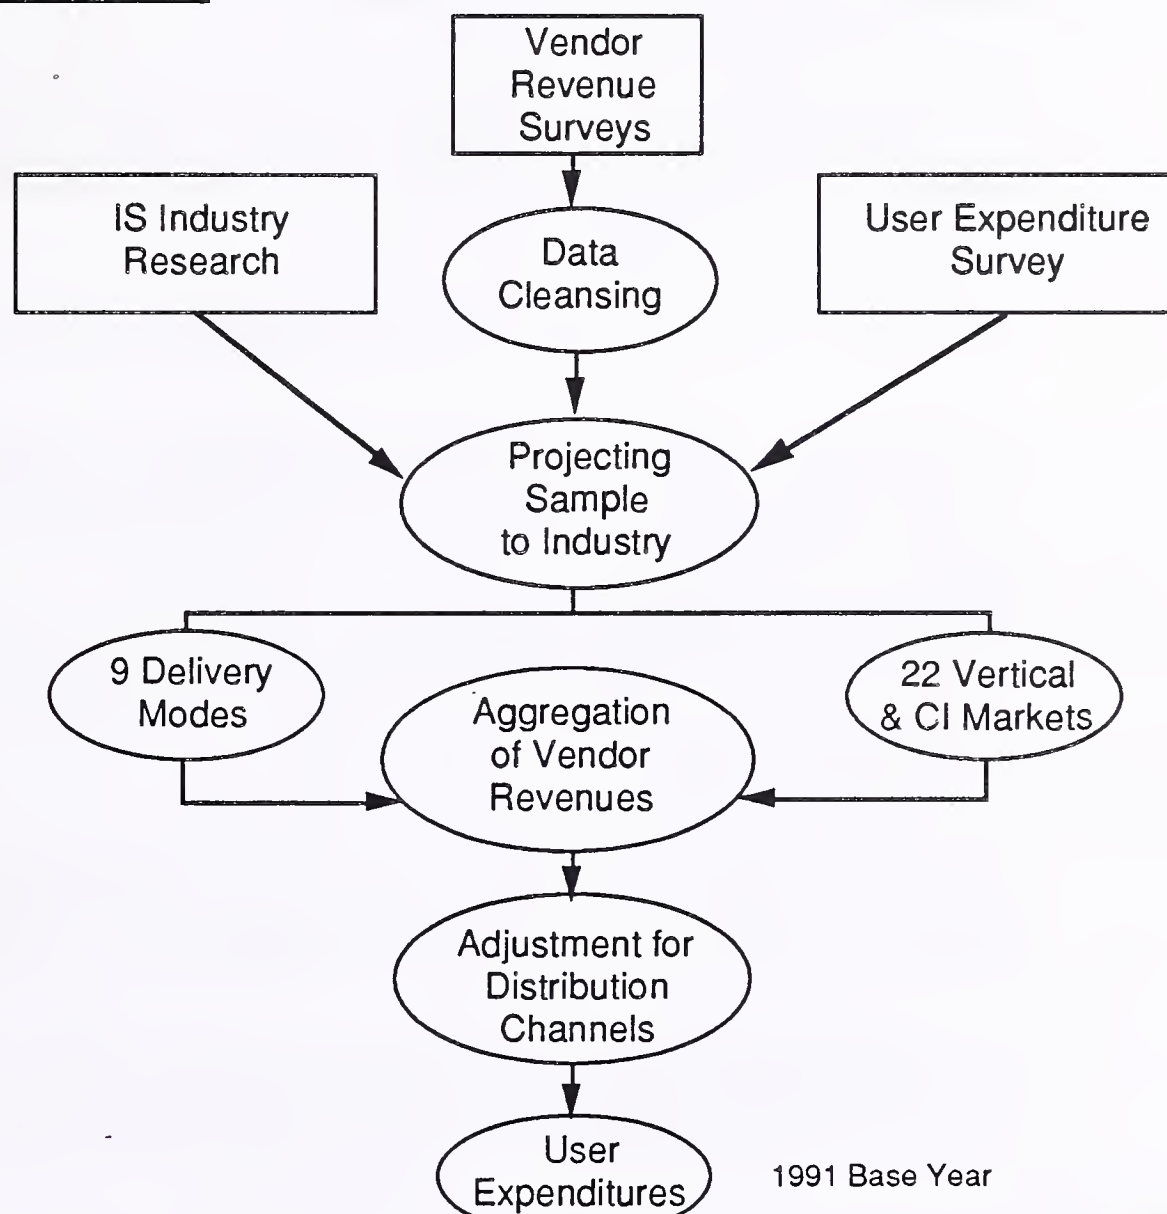 Vendor
Revenue
Surveys
IS Industry
Research
Data
Cleansing
User Expenditure
Survey
Projecting
Sample
to Industry
9 Delivery
Modes
Aggregation
of Vendor
Revenues
22 Vertical
& CI Markets
Adjustment for
Distribution
Channels
User
Expenditures
1991 Base Year